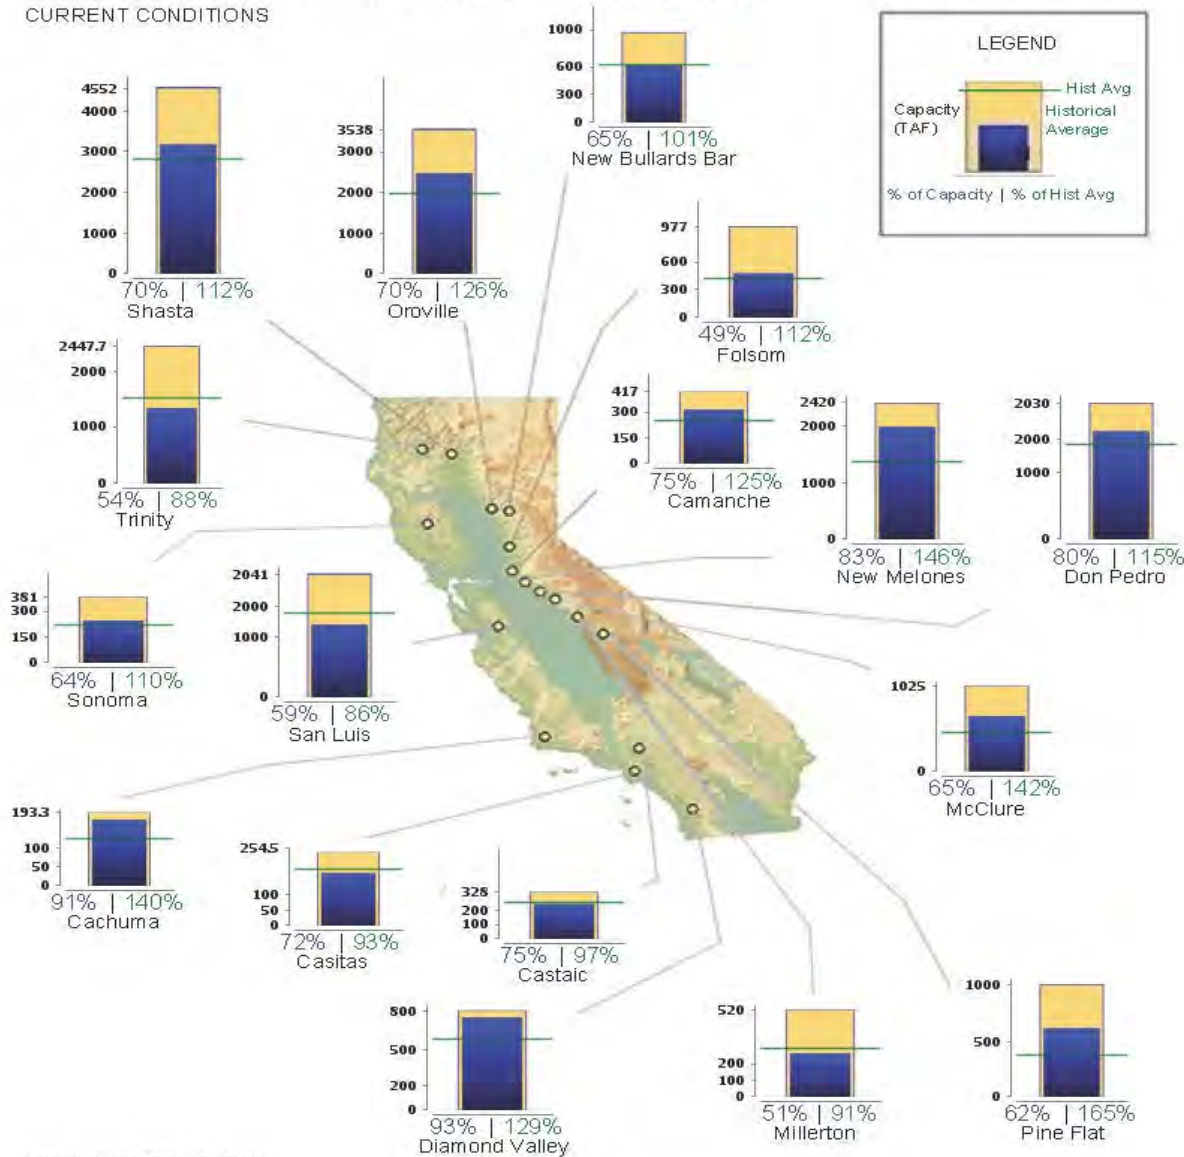 CURRENT CONDITIONS
LEGEND
Hist Avg
Capacity
(TAF)
Historical
Average
% of Capacity | % of Hist Avg
4552
4000
3000
2000
1000
0
70% | 112%
Shasta
3538
3000
2000
1000
0
70% | 126%
Oroville
1000
600
300
0
65% | 101%
New Bullards Bar
977
600
300
0
49% | 112%
Folsom
2447.7
2000
1000
0
54% | 88%
Trinity
417
300
150
0
75% | 125%
Camanche
2420
2000
1000
0
83% | 146%
New Melones
2030
2000
1000
0
80% | 115%
Don Pedro
381
300
150
0
64% | 110%
Sonoma
2041
2000
1000
0
59% | 86%
San Luis
1025
0
65% | 142%
McClure
193.3
100
50
0
91% | 140%
Cachuma
254.5
100
50
0
72% | 93%
Casitas
328
200
100
0
75% | 97%
Castaic
800
500
200
0
93% | 129%
Diamond Valley
520
200
100
0
51% | 91%
Millerton
1000
500
0
62% | 165%
Pine Flat